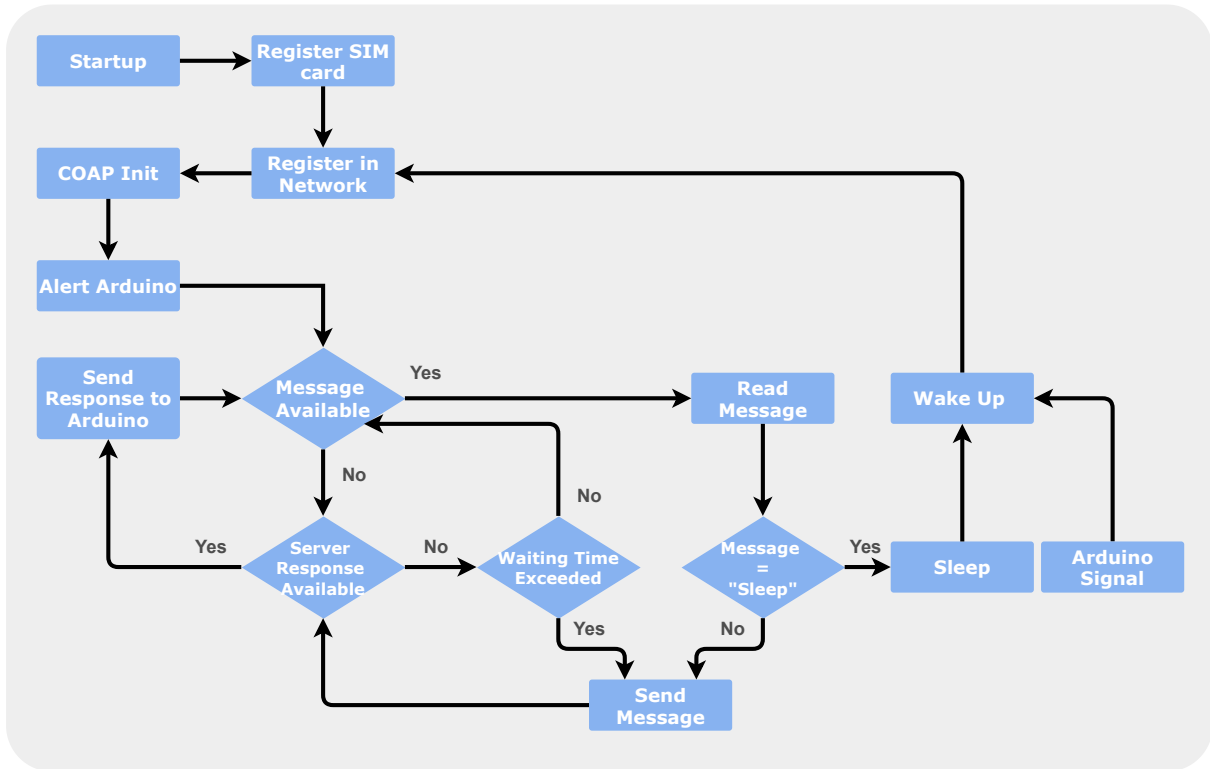 Startup
Register SIM
card
COAP Init
Register in
Network
Alert Arduino
Send
Response to
Arduino
Message
Available
Yes
Read
Message
Wake Up
No
No
Yes
Server
Response
Available
No
Waiting Time
Exceeded
Message
=
"Sleep"
Yes
Sleep
Arduino
Signal
Yes
No
Send
Message